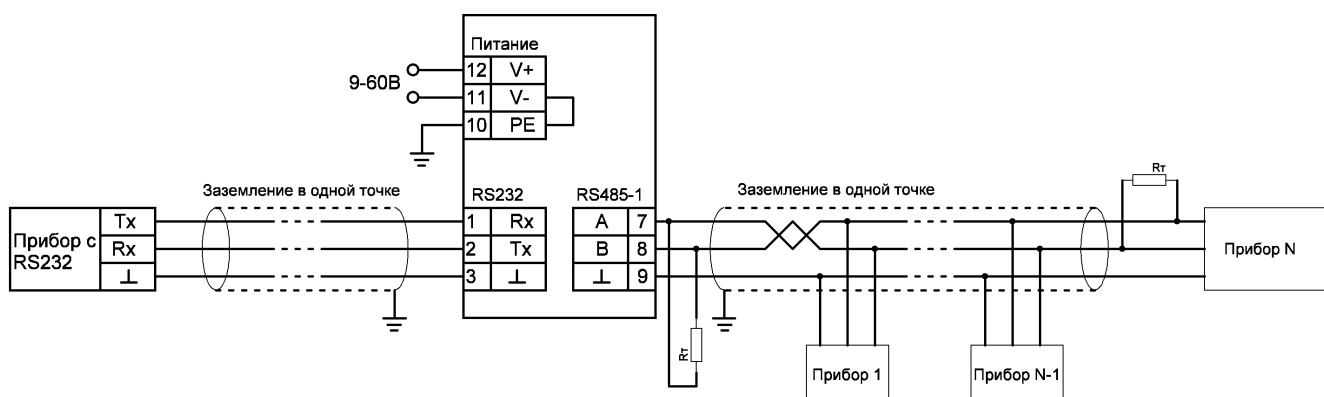 Питание
9-60В
12 V+
11 V-
10 PE
Заземление в одной точке
RS232
RS485-1
Заземление в одной точке
Rт
Прибор с
RS232
Tx
Rx
⊥
1 Rx
2 Tx
3 ⊥
A 7
B 8
⊥ 9
Прибор N
Rт
Прибор 1
Прибор N-1